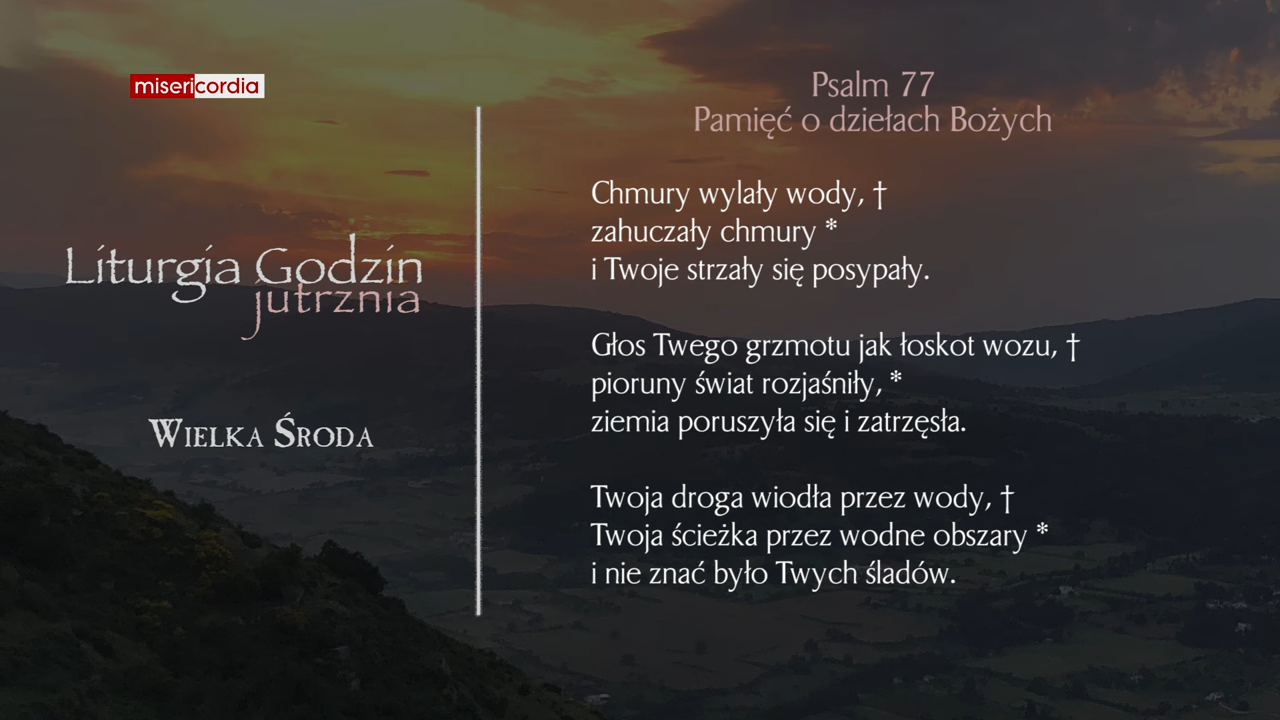 misericordia
Liturgia Godzin
jutrznia
Wielka Środa
Psalm 77
Pamięć o dziełach Bożych
Chmury wylały wody, †
zahuczały chmury *
i Twoje strzały się posypały.
Głos Twego grzmotu jak łoskot wozu, †
pioruny świat rozjaśniły, *
ziemia poruszyła się i zatrzęsła.
Twoja droga wiodła przez wody, †
Twoja ścieżka przez wodne obszary *
i nie znać było Twych śladów.